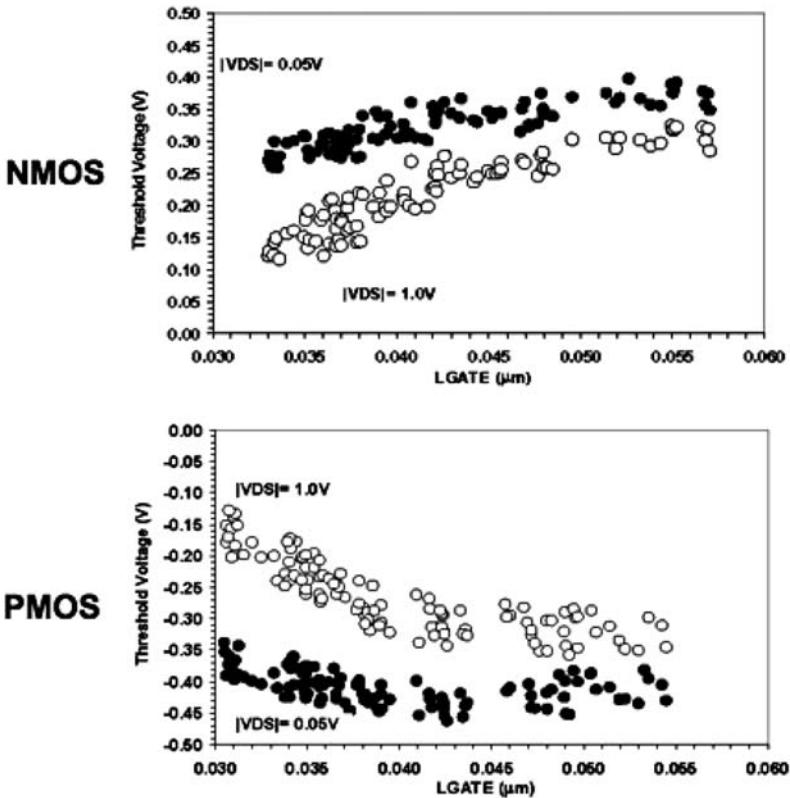 0.50
|VDS|= 0.05V
0.40
0.35
0.30
0.25
0.20
0.15
0.10
|VDS|= 1.0V
0.05
0.00
Threshold Voltage (V)
NMOS
0.030 0.035 0.040 0.045 0.050 0.055 0.060
LGATE (µm)
0.00
-0.05
-0.10
|VDS|= 1.0V
-0.15
-0.20
-0.25
-0.30
-0.35
-0.40
-0.45
|VDS|= 0.05V
-0.50
Threshold Voltage (V)
PMOS
0.030 0.035 0.040 0.045 0.050 0.055 0.060
LGATE (µm)